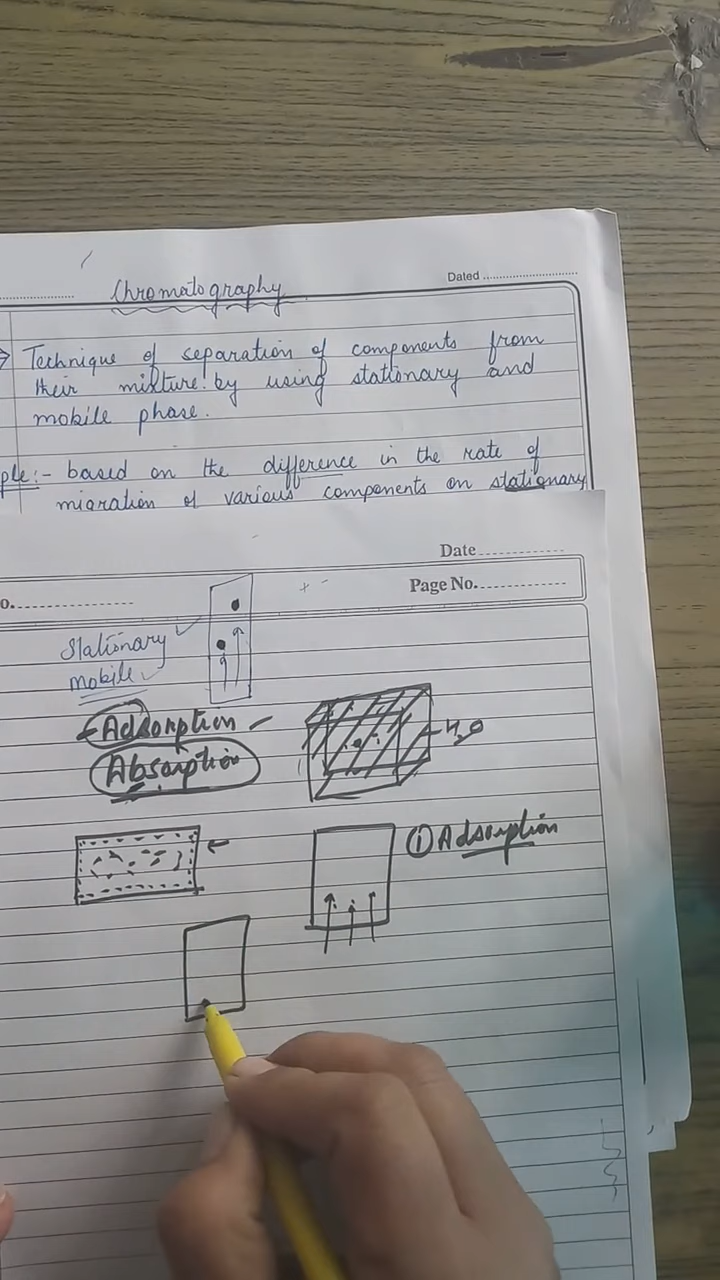 Dated
Chromatography
Technique of separation of components from
their mixture by using stationary and
mobile phase.
ple:- based on the difference in the rate of
migration of various components on stationary
Date
o.
Page No.
+ -
Stationary
mobile
Adsorption
Absorption
H2O
① Adsorption